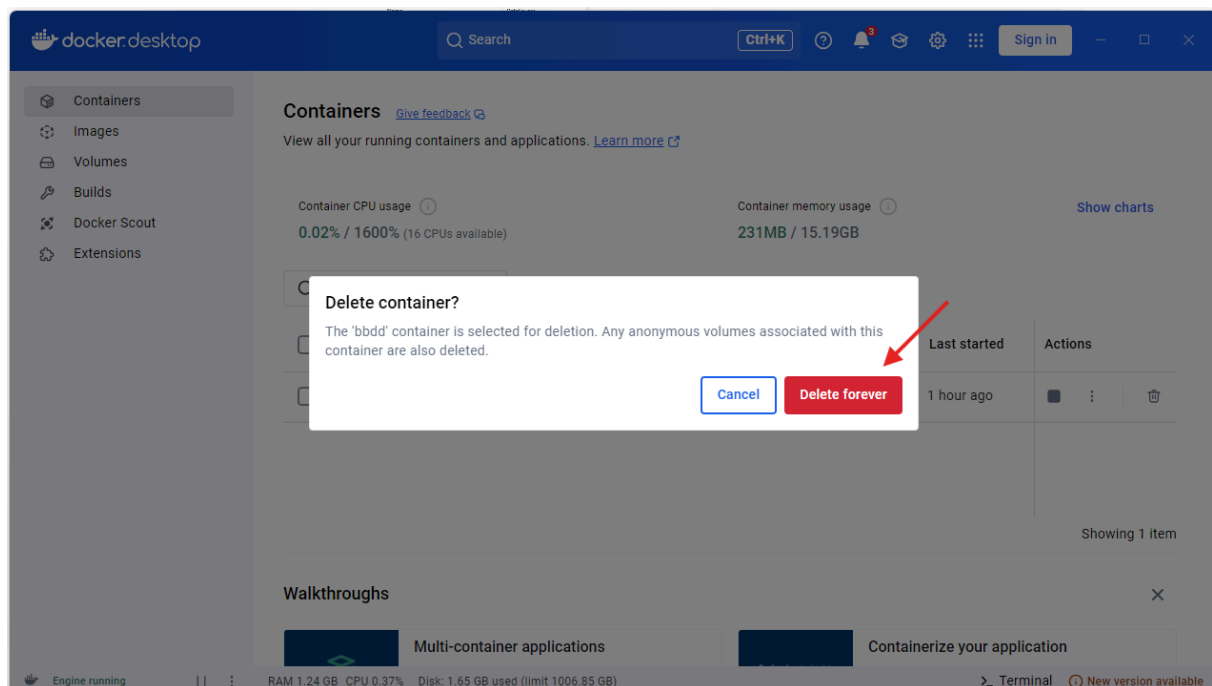 docker.desktop
Search
Ctrl+K
3
Sign in
Containers
Images
Volumes
Builds
Docker Scout
Extensions
Containers Give feedback
View all your running containers and applications. Learn more
Container CPU usage
0.02% / 1600% (16 CPUs available)
Container memory usage
231MB / 15.19GB
Show charts
Delete container?
The 'bbdd' container is selected for deletion. Any anonymous volumes associated with this
container are also deleted.
Cancel
Delete forever
Last started
Actions
1 hour ago
Showing 1 item
Walkthroughs
Multi-container applications
Containerize your application
Engine running
RAM 1.24 GB CPU 0.37% Disk: 1.65 GB used (limit 1006.85 GB)
>_ Terminal
New version available